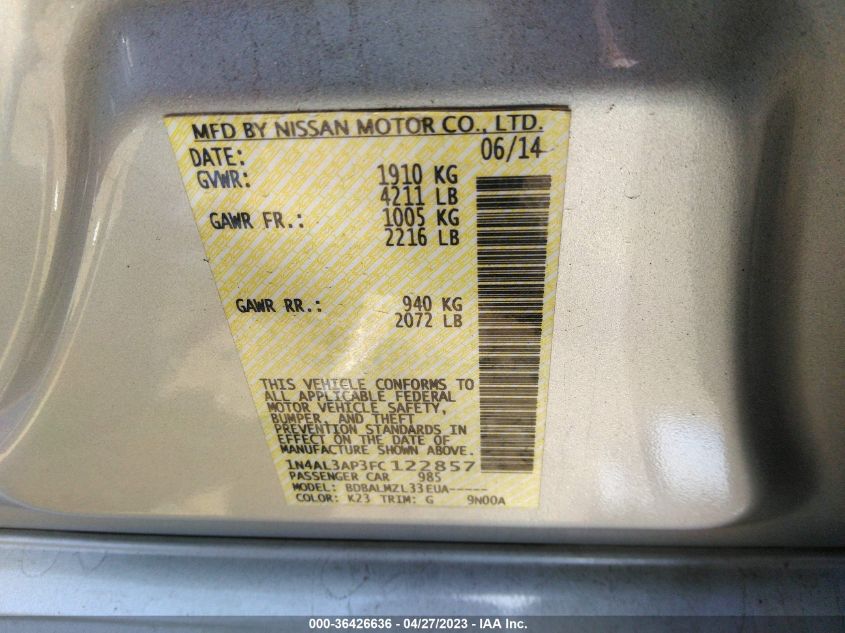 MFD BY NISSAN MOTOR CO., LTD.
DATE: 06/14
GVWR: 1910 KG
4211 LB
GAWR FR.: 1005 KG
2216 LB
GAWR RR.: 940 KG
2072 LB
THIS VEHICLE CONFORMS TO
ALL APPLICABLE FEDERAL
MOTOR VEHICLE SAFETY,
BUMPER, AND THEFT
PREVENTION STANDARDS IN
EFFECT ON THE DATE OF
MANUFACTURE SHOWN ABOVE.
1N4AL3AP3FC122857
PASSENGER CAR 985
MODEL: BDBALMZL33EUA-----
COLOR: K23 TRIM: G 9N00A
000-36426636 - 04/27/2023 - IAA Inc.